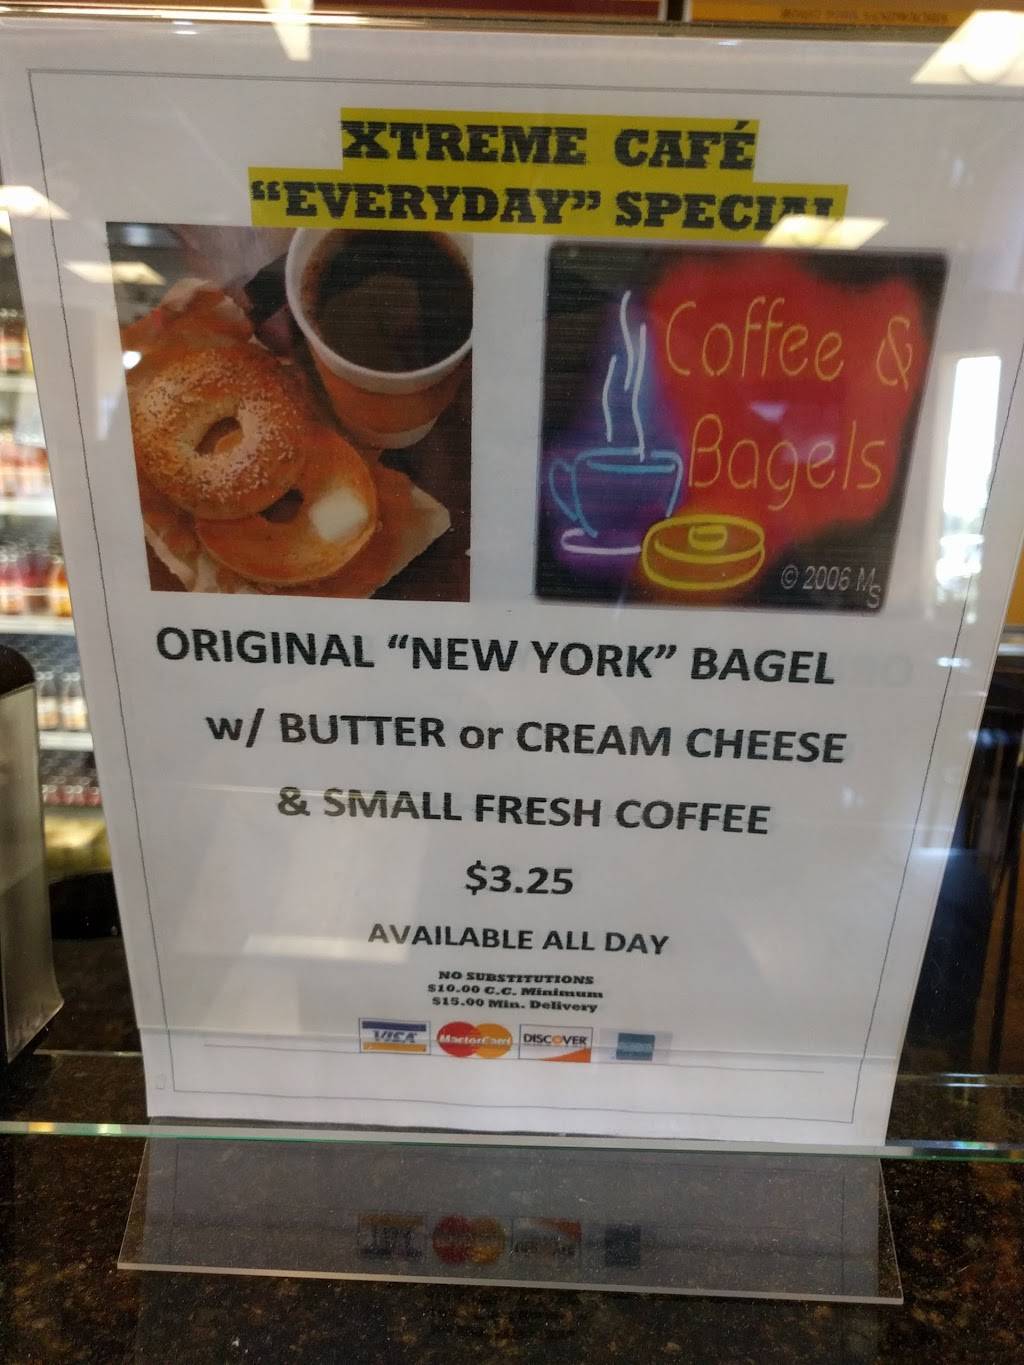 XTREME CAFÉ
"EVERYDAY" SPECIAL
Coffee &
Bagels
© 2006 MS
ORIGINAL "NEW YORK" BAGEL
w/ BUTTER or CREAM CHEESE
& SMALL FRESH COFFEE
$3.25
AVAILABLE ALL DAY
NO SUBSTITUTIONS
$10.00 C.C. Minimum
$15.00 Min. Delivery
VISA MasterCard DISCOVER